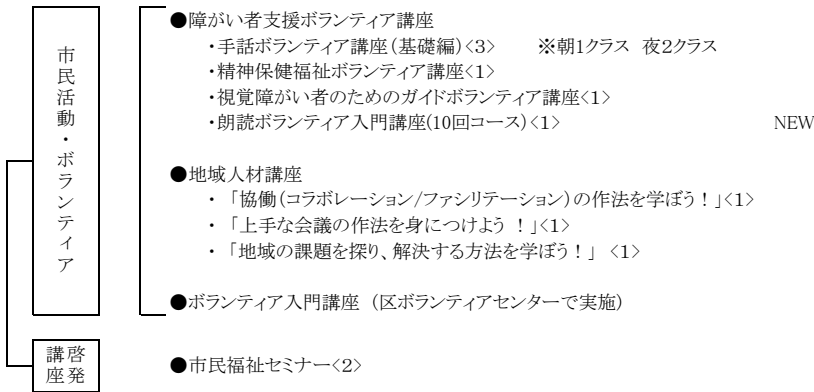 市民活動・ボランティア
●障がい者支援ボランティア講座
・手話ボランティア講座(基礎編)<3> ※朝1クラス 夜2クラス
・精神保健福祉ボランティア講座<1>
・視覚障がい者のためのガイドボランティア講座<1>
・朗読ボランティア入門講座(10回コース)<1> NEW
●地域人材講座
・「協働(コラボレーション/ファシリテーション)の作法を学ぼう!」<1>
・「上手な会議の作法を身につけよう !」<1>
・「地域の課題を探り、解決する方法を学ぼう!」 <1>
●ボランティア入門講座 (区ボランティアセンターで実施)
啓発
講座
●市民福祉セミナー<2>